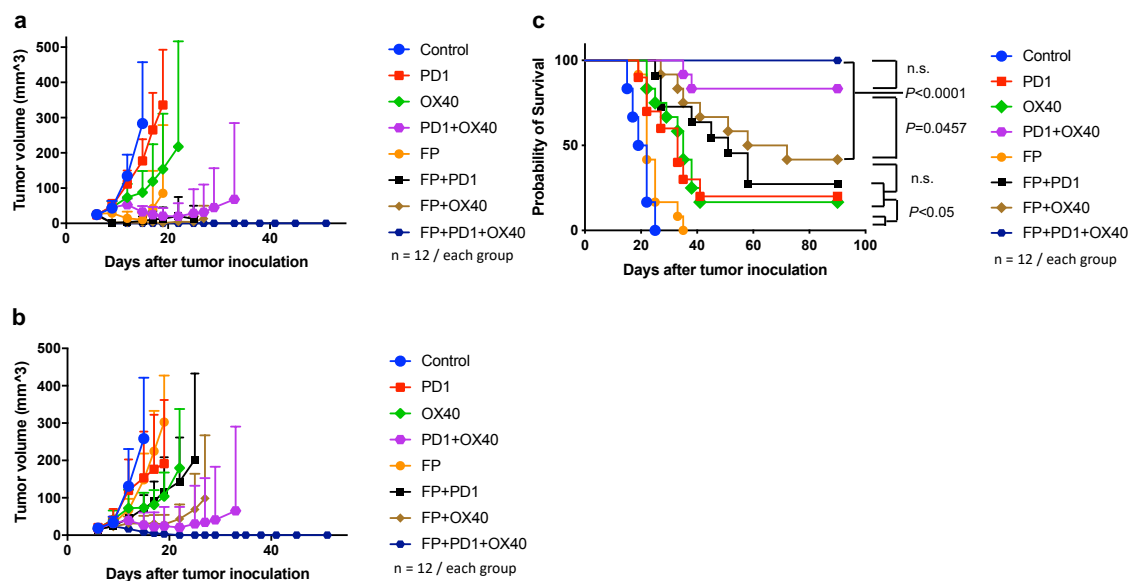 a
Tumor volume (mm^3)
500
400
300
200
100
0
0
20
40
Days after tumor inoculation
Control
PD1
OX40
PD1+OX40
FP
FP+PD1
FP+OX40
FP+PD1+OX40
n = 12 / each group
b
Tumor volume (mm^3)
500
400
300
200
100
0
0
20
40
Days after tumor inoculation
Control
PD1
OX40
PD1+OX40
FP
FP+PD1
FP+OX40
FP+PD1+OX40
n = 12 / each group
c
Probability of Survival
100
50
0
0
20
40
60
80
100
Days after tumor inoculation
n.s.
P<0.0001
P=0.0457
n.s.
P<0.05
Control
PD1
OX40
PD1+OX40
FP
FP+PD1
FP+OX40
FP+PD1+OX40
n = 12 / each group